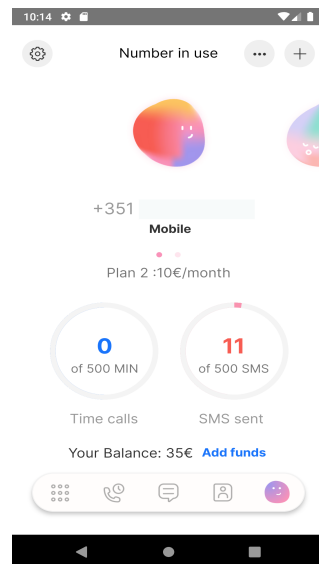 10:14
Number in use
+351
Mobile
Plan 2 :10€/month
0
of 500 MIN
11
of 500 SMS
Time calls
SMS sent
Your Balance: 35€ Add funds